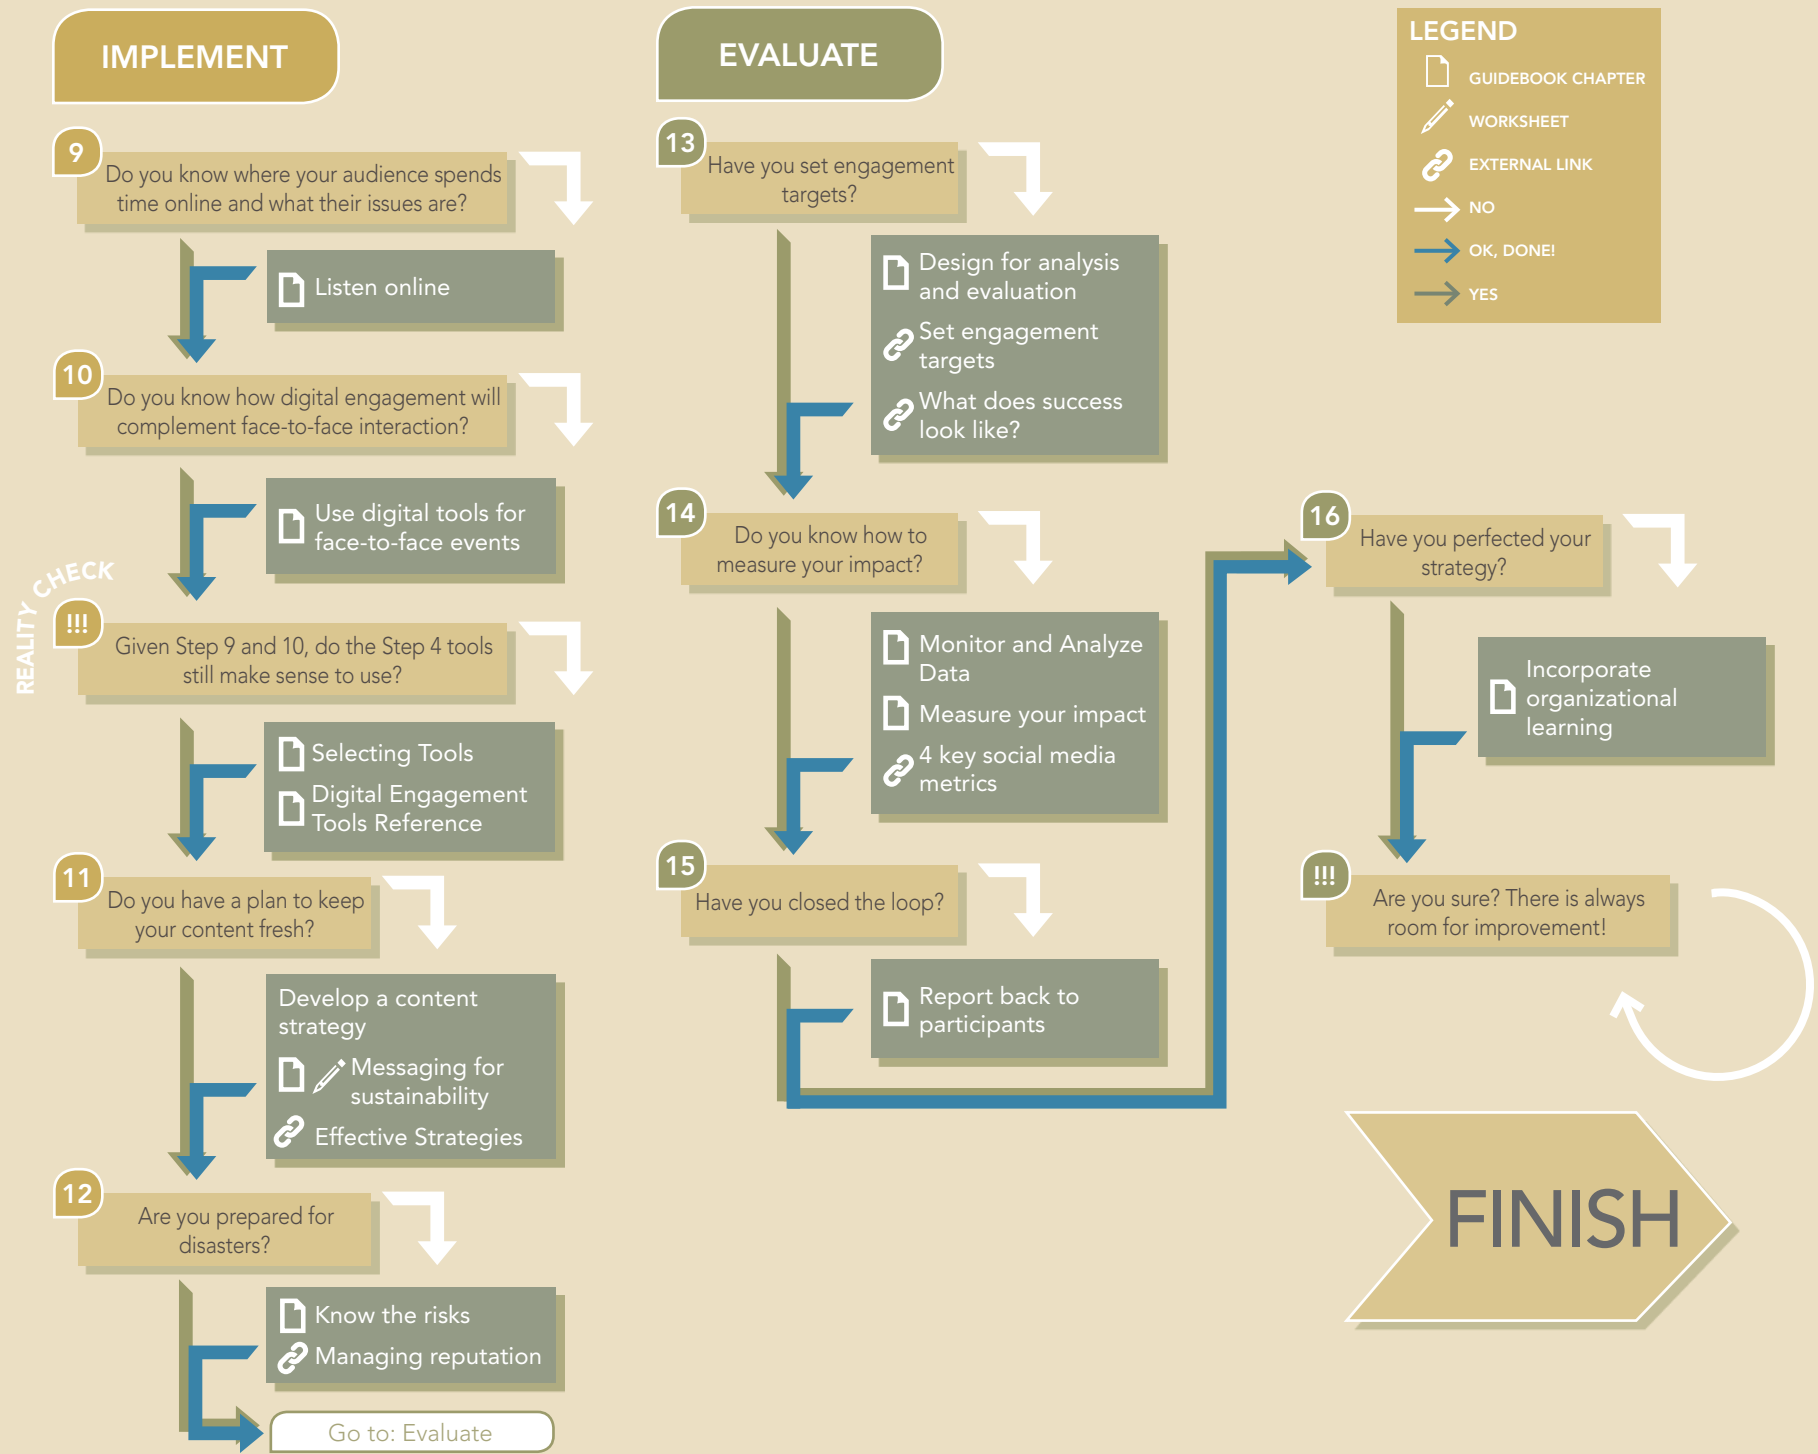 IMPLEMENT
9
Do you know where your audience spends
time online and what their issues are?
Listen online
10
Do you know how digital engagement will
complement face-to-face interaction?
Use digital tools for
face-to-face events
REALITY CHECK
!!!
Given Step 9 and 10, do the Step 4 tools
still make sense to use?
Selecting Tools
Digital Engagement
Tools Reference
11
Do you have a plan to keep
your content fresh?
Develop a content
strategy
Messaging for
sustainability
Effective Strategies
12
Are you prepared for
disasters?
Know the risks
Managing reputation
Go to: Evaluate
EVALUATE
13
Have you set engagement
targets?
Design for analysis
and evaluation
Set engagement
targets
What does success
look like?
14
Do you know how to
measure your impact?
Monitor and Analyze
Data
Measure your impact
4 key social media
metrics
15
Have you closed the loop?
Report back to
participants
LEGEND
GUIDEBOOK CHAPTER
WORKSHEET
EXTERNAL LINK
NO
OK, DONE!
YES
16
Have you perfected your
strategy?
Incorporate
organizational
learning
!!!
Are you sure? There is always
room for improvement!
FINISH